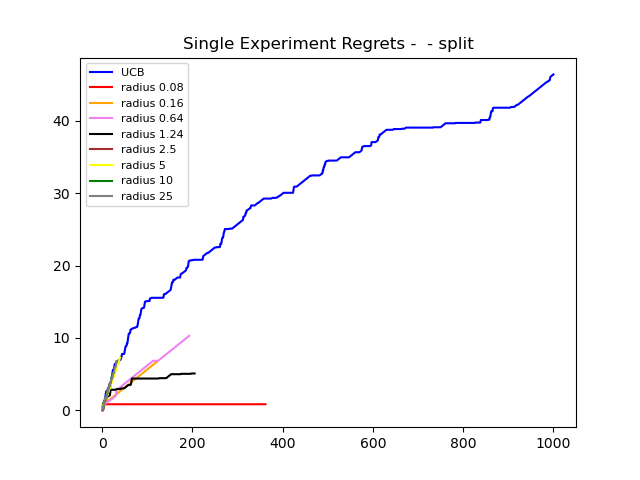 Single Experiment Regrets -  - split
UCB
radius 0.08
radius 0.16
radius 0.64
radius 1.24
radius 2.5
radius 5
radius 10
radius 25
40
30
20
10
0
0 200 400 600 800 1000